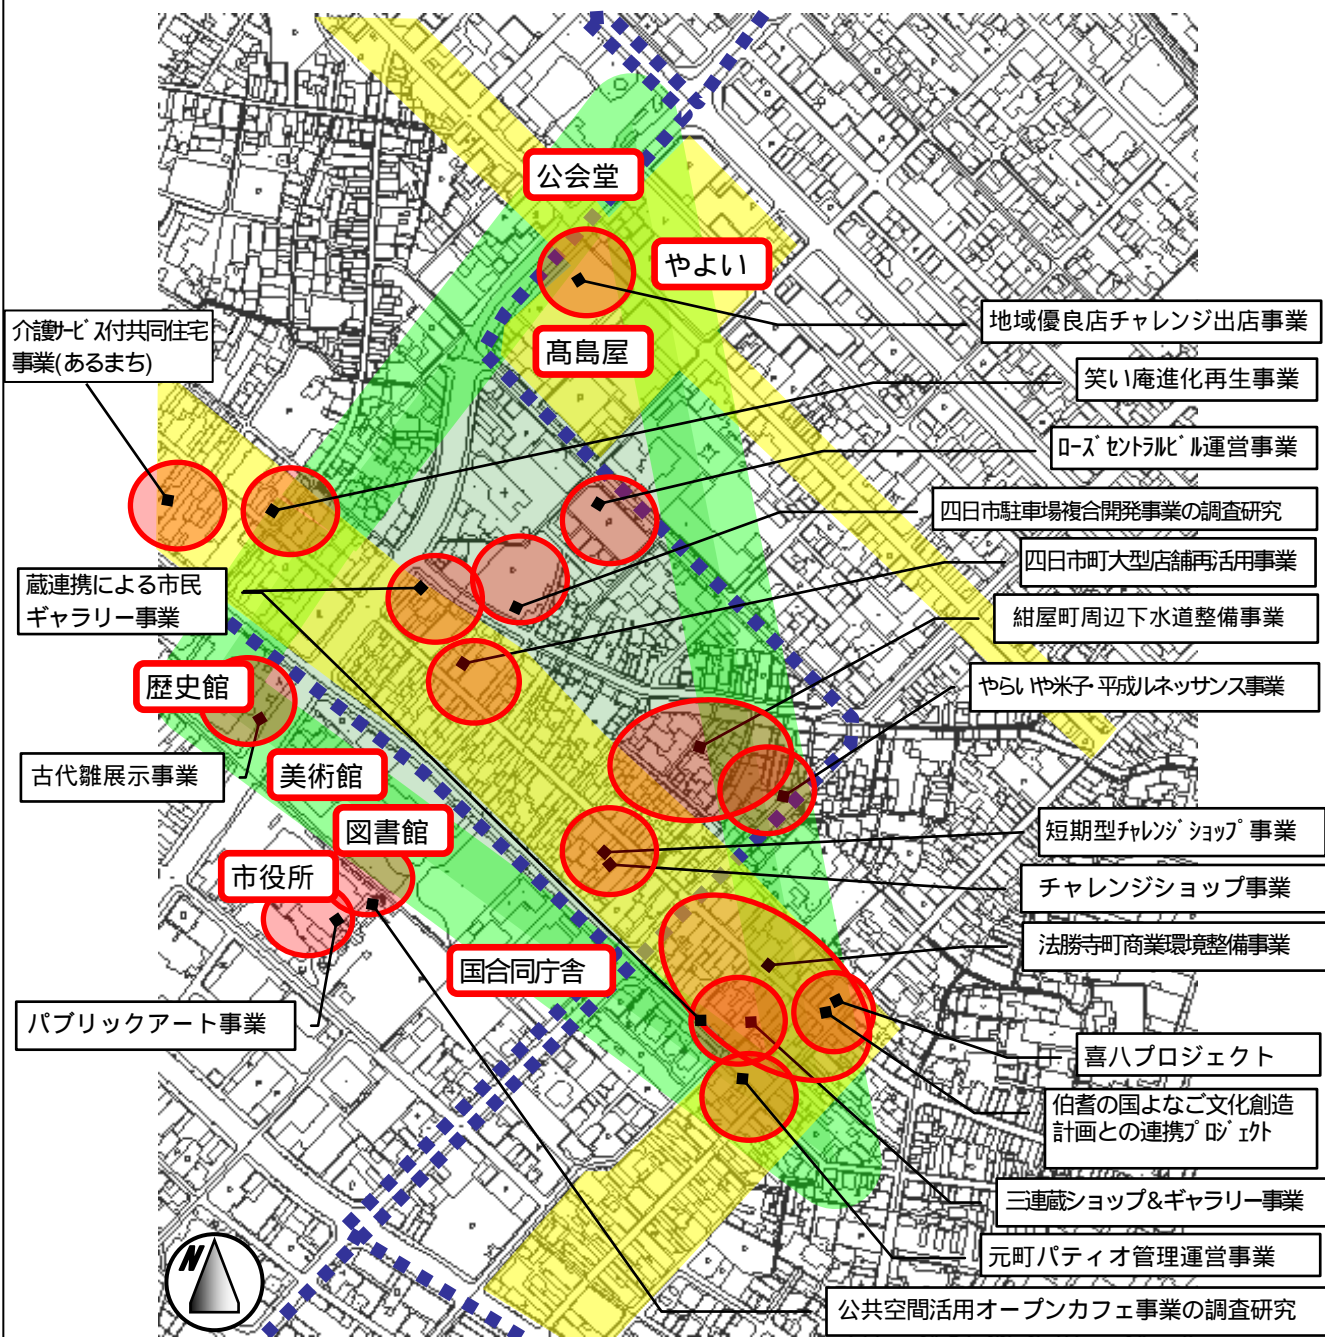 公会堂
やよい
髙島屋
地域優良店チャレンジ出店事業
介護サービス付共同住宅
事業(あるまち)
笑い庵進化再生事業
ローズセントラルビル運営事業
四日市駐車場複合開発事業の調査研究
四日市町大型店舗再活用事業
蔵連携による市民
ギャラリー事業
紺屋町周辺下水道整備事業
歴史館
やらいや米子・平成ルネッサンス事業
古代雛展示事業
美術館
図書館
短期型チャレンジショップ事業
市役所
チャレンジショップ事業
法勝寺町商業環境整備事業
国合同庁舎
パブリックアート事業
喜八プロジェクト
伯耆の国よなご文化創造
計画との連携プロジェクト
三連蔵ショップ&ギャラリー事業
元町パティオ管理運営事業
N
公共空間活用オープンカフェ事業の調査研究